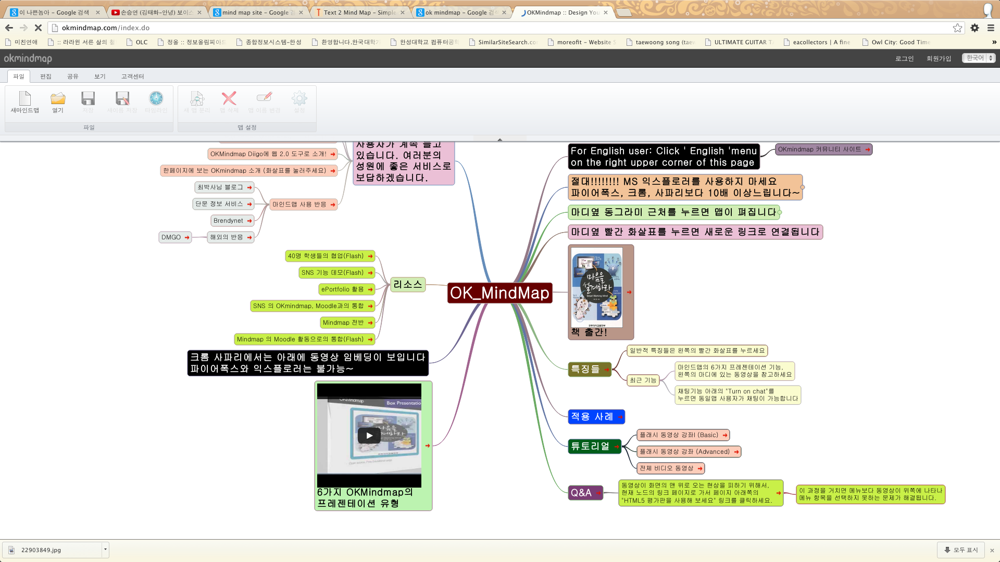 이 나쁜놈아 - Google 검색
손승연 (김태화-안녕) 보이스
mind map site - Google 검
Text 2 Mind Map - Simple
ok mindmap - Google 검색
OKMindmap :: Design You
okmindmap.com/index.do
미친연애
:: 라라윈 서른 살의 철
OLC
정올 :: 정보올림피아드
종합정보시스템-한성
환영합니다.한국대학기
한성대학교 컴퓨터공학
SimilarSiteSearch.co
moreofit - Website S
taewoong song (taew
ULTIMATE GUITAR TA
eacollectors | A fine
Owl City: Good Time
okmindmap
로그인
회원가입
한국어
파일
편집
공유
보기
고객센터
새마인드맵
열기
저장
새이름 저장
타임라인
새 맵 분리
맵 삭제
맵 이름 변경
설정
파일
맵 설정
사용자가 계속 늘고
있습니다. 여러분의
성원에 좋은 서비스로
보답하겠습니다.
OKMindmap Diigo에 웹 2.0 도구로 소개!
한페이지에 보는 OKmindmap 소개 (화살표를 눌러주세요)
최박사님 블로그
단문 정보 서비스
마인드맵 사용 반응
Brendynet
DMGO
해외의 반응
40명 학생들의 협업(Flash)
SNS 기능 데모(Flash)
ePortfolio 활용
SNS 의 OKmindmap, Moodle과의 통합
Mindmap 전반
Mindmap 의 Moodle 활동으로의 통합(Flash)
리소스
크롬 사파리에서는 아래에 동영상 임베딩이 보입니다
파이어폭스와 익스플로러는 불가능~
OKMindmap
Box Presentatio
마음을
설계하라
6가지 OKMindmap의
프레젠테이션 유형
OK_MindMap
For English user: Click ' English 'menu
on the right upper corner of this page
OKmindmap 커뮤니티 사이트
절대!!!!!!!! MS 익스플로러를 사용하지 마세요
파이어폭스, 크롬, 사파리보다 10배 이상느립니다~
마디옆 동그라미 근처를 누르면 맵이 펴집니다
마디옆 빨간 화살표를 누르면 새로운 링크로 연결됩니다
마음을
설계하라
Smart Working Mind
책 출간!
특징들
일반적 특징들은 왼쪽의 빨간 화살표를 누르세요
최근 기능
마인드맵의 6가지 프레젠테이션 기능,
왼쪽의 마디에 있는 동영상을 참고하세요
채팅기능 아래의 "Turn on chat"를
누르면 동일맵 사용자가 채팅이 가능합니다
적용 사례
튜토리얼
플래시 동영상 강좌I (Basic)
플래시 동영상 강좌 (Advanced)
전체 비디오 동영상
Q&A
동영상이 화면의 맨 위로 오는 현상을 피하기 위해서,
현재 노드의 링크 페이지로 가서 페이지 아래쪽의
"HTML5 평가판을 사용해 보세요" 링크를 클릭하세요.
이 과정을 거치면 메뉴보다 동영상이 위쪽에 나타나
메뉴 항목을 선택하지 못하는 문제가 해결됩니다.
22903849.jpg
모두 표시